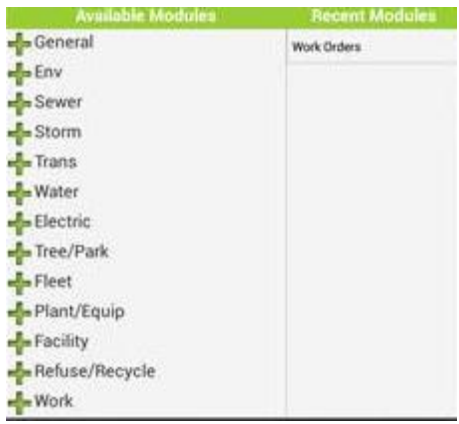 Available Modules
Recent Modules
General
Work Orders
Env
Sewer
Storm
Trans
Water
Electric
Tree/Park
Fleet
Plant/Equip
Facility
Refuse/Recycle
Work